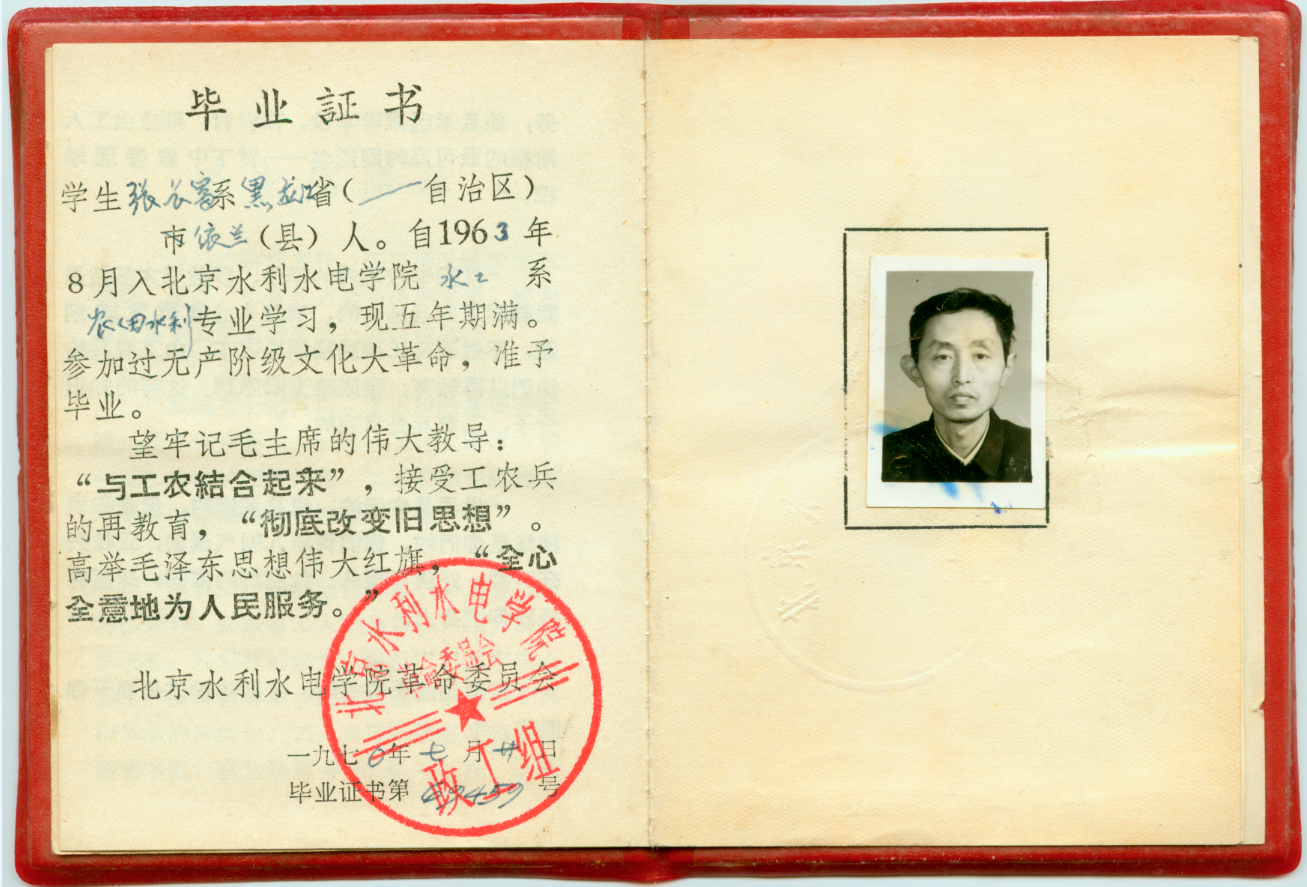 毕业証书
学生张长寛系黑龙江省（一自治区）
市依兰（县）人。自1963年
8月入北京水利水电学院 水工 系
农田水利专业学习，现五年期满。
参加过无产阶级文化大革命，准予
毕业。
望牢记毛主席的伟大教导：
“与工农結合起来”，接受工农兵
的再教育，“彻底改变旧思想”。
高举毛泽东思想伟大红旗，“全心
全意地为人民服务。”
北京水利水电学院革命委员会
一九七0年七月廿日
毕业证书第 号
北京水利水电学院
革命委员会
政工组